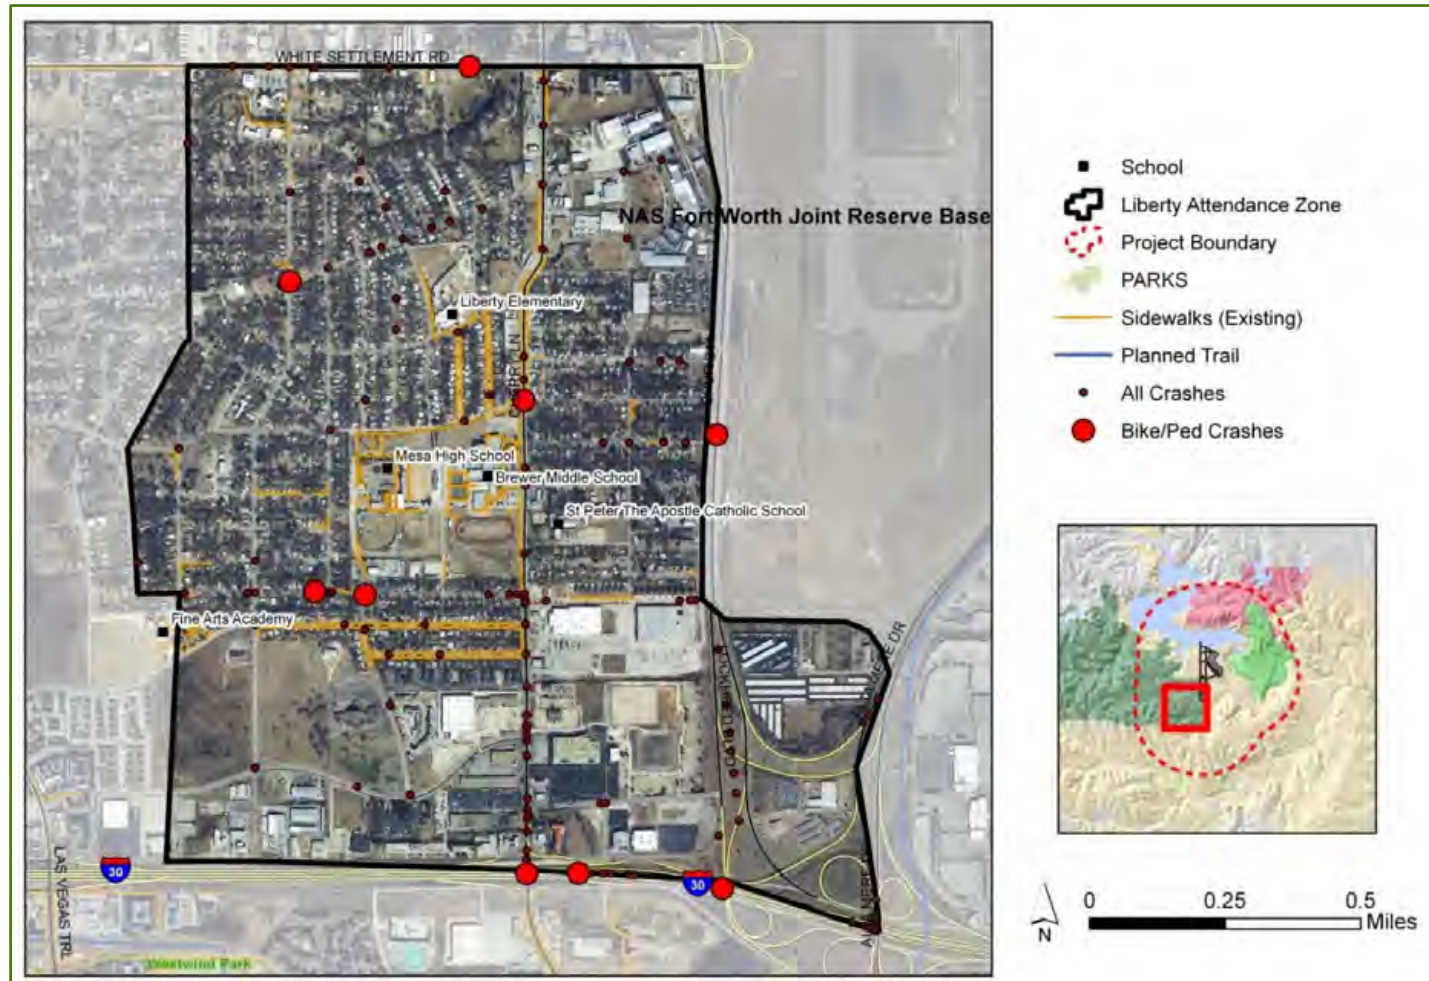 WHITE SETTLEMENT RD
NAS Fort Worth Joint Reserve Base
Liberty Elementary
Mesa High School
Brewer Middle School
St Peter The Apostle Catholic School
Fine Arts Academy
LAS VEGAS TRL
30
30
Westwind Park
School
Liberty Attendance Zone
Project Boundary
PARKS
Sidewalks (Existing)
Planned Trail
All Crashes
Bike/Ped Crashes
N
0 0.25 0.5
Miles